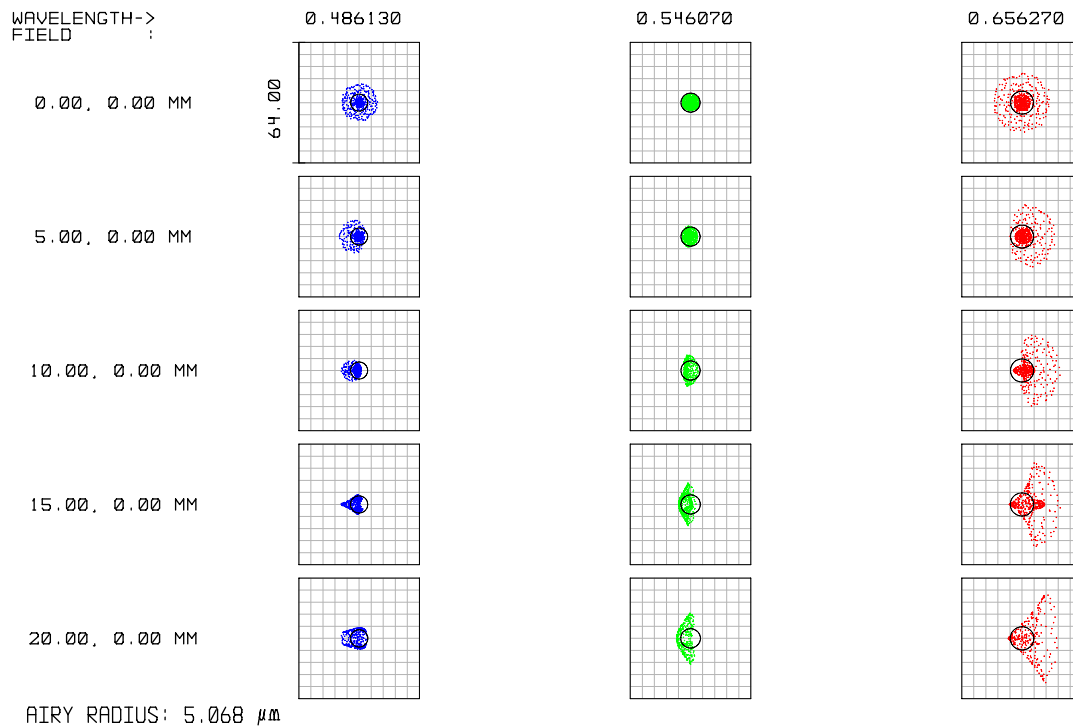 WAVELENGTH-> 0.486130 0.546070 0.656270
FIELD :
0.00, 0.00 MM
64.00
5.00, 0.00 MM
10.00, 0.00 MM
15.00, 0.00 MM
20.00, 0.00 MM
AIRY RADIUS: 5.068 µm